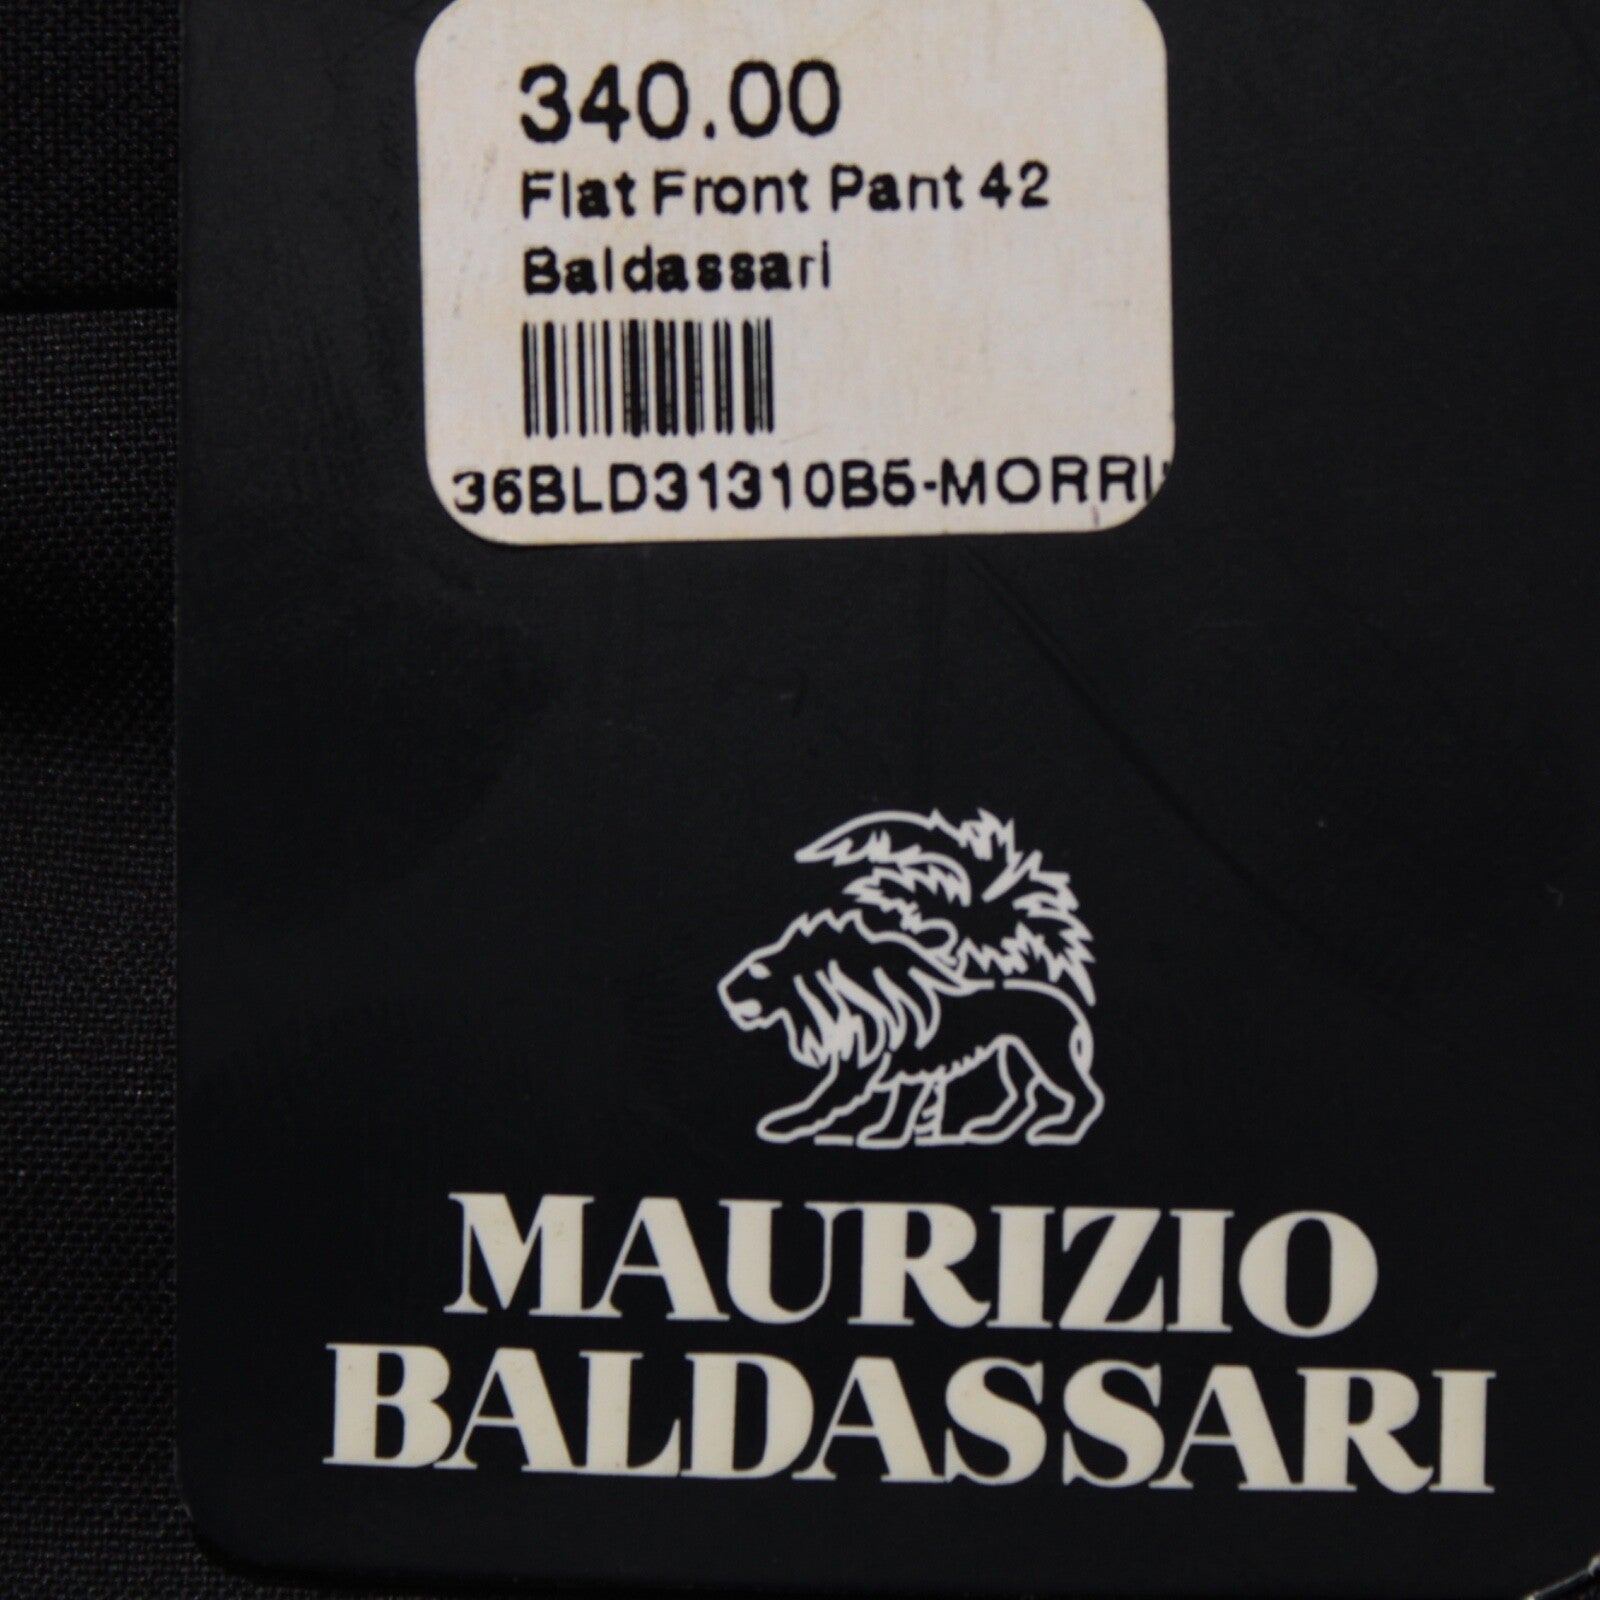 340.00
Flat Front Pant 42
Baldassari
36BLD31310B5-MORRI
MAURIZIO
BALDASSARI